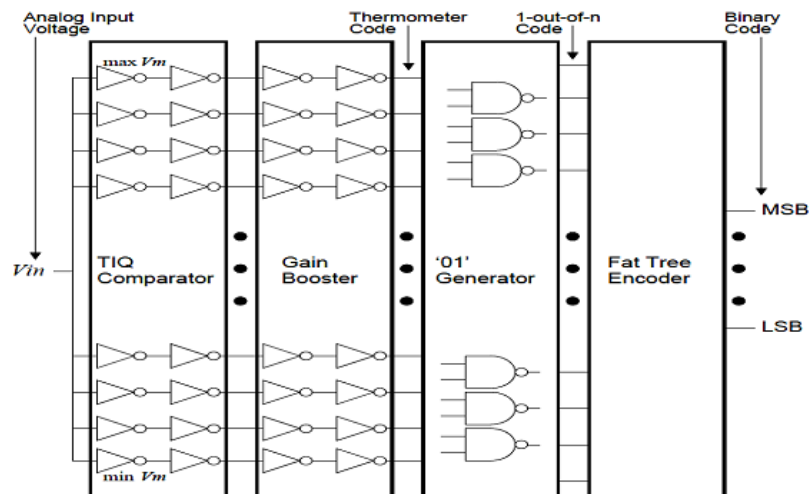 Analog Input
Voltage
Thermometer
Code
1-out-of-n
Code
Binary
Code
max Vm
MSB
Vin
TIQ
Comparator
Gain
Booster
‘01’
Generator
Fat Tree
Encoder
LSB
min Vm